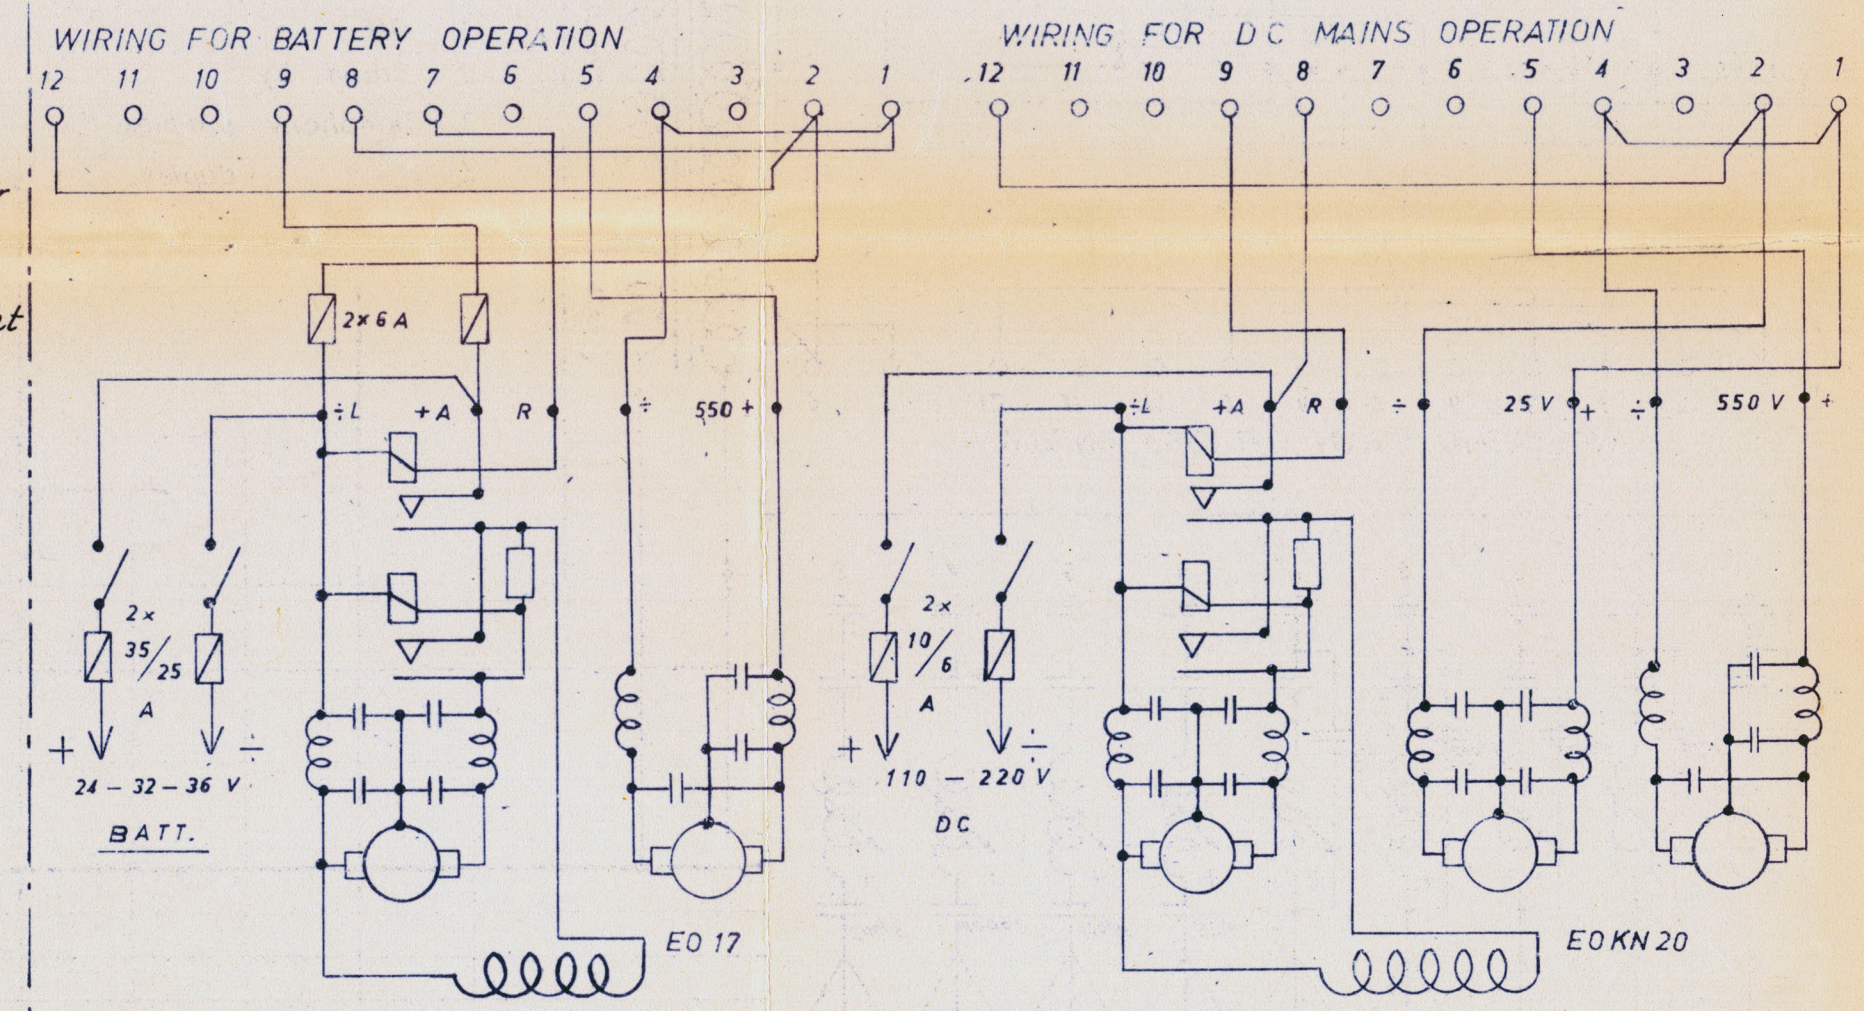 WIRING FOR BATTERY OPERATION
12 11 10 9 8 7 6 5 4 3 2 1
2×6 A
÷L +A R ÷ 550 +
2×
35/25
A
+ ÷
24 – 32 – 36 V
BATT.
EO 17
WIRING FOR DC MAINS OPERATION
12 11 10 9 8 7 6 5 4 3 2 1
÷L +A R ÷ 25 V + ÷ 550 V +
2×
10/6
A
+ ÷
110 – 220 V
DC
EOKN 20